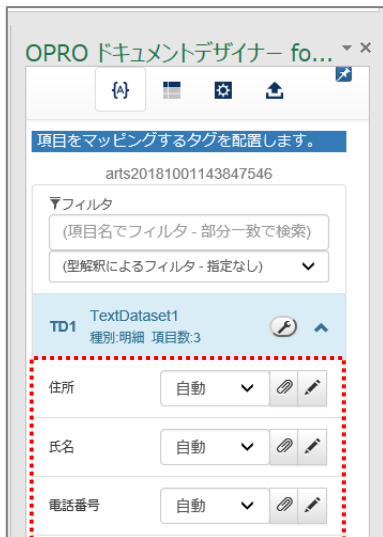 OPRO ドキュメントデザイナー fo...
{A}
項目をマッピングするタグを配置します。
arts20181001143847546
フィルタ
(項目名でフィルタ - 部分一致で検索)
(型解釈によるフィルタ - 指定なし)
TD1 TextDataset1
種別:明細 項目数:3
住所 自動
氏名 自動
電話番号 自動